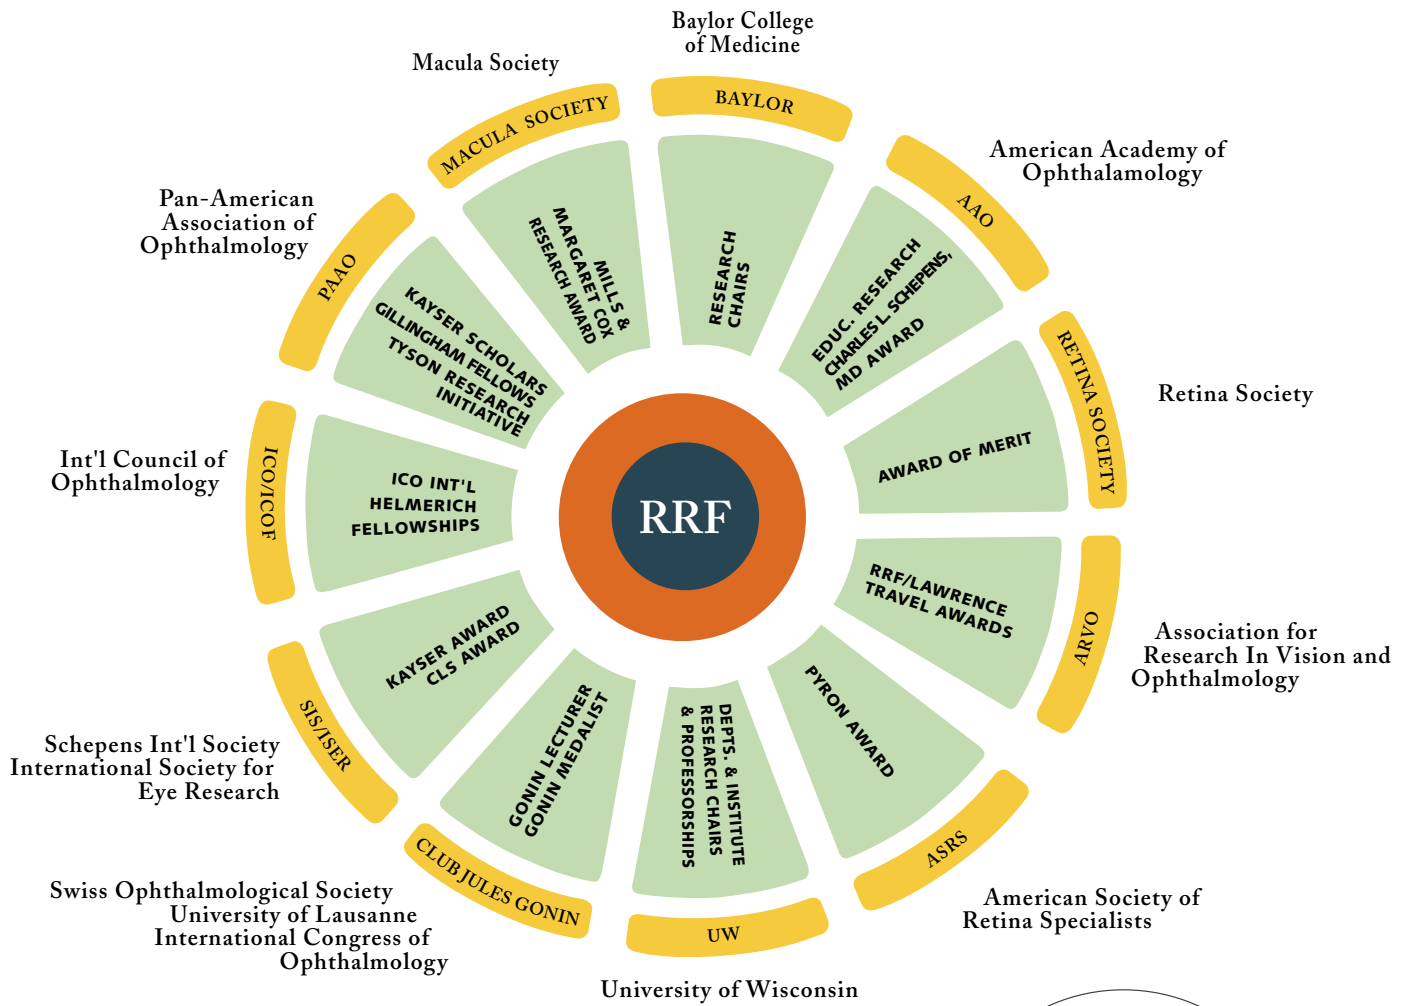 Baylor College
of Medicine
BAYLOR
RESEARCH
CHAIRS
American Academy of
Ophthalamology
AAO
EDUC. RESEARCH
CHARLES L. SCHEPENS,
MD AWARD
Retina Society
RETINA SOCIETY
AWARD OF MERIT
Association for
Research In Vision and
Ophthalmology
ARVO
RRF/LAWRENCE
TRAVEL AWARDS
American Society of
Retina Specialists
ASRS
PYRON AWARD
University of Wisconsin
UW
DEPTS. & INSTITUTE
RESEARCH CHAIRS
& PROFESSORSHIPS
Swiss Ophthalmological Society
University of Lausanne
International Congress of
Ophthalmology
CLUB JULES GONIN
GONIN LECTURER
GONIN MEDALIST
Schepens Int'l Society
International Society for
Eye Research
SIS/ISER
KAYSER AWARD
CLS AWARD
Int'l Council of
Ophthalmology
ICO/ICOF
ICO INT'L
HELMERICH
FELLOWSHIPS
Pan-American
Association of
Ophthalmology
PAAO
KAYSER SCHOLARS
GILLINGHAM FELLOWS
TYSON RESEARCH
INITIATIVE
Macula Society
MACULA SOCIETY
MILLS &
MARGARET COX
RESEARCH AWARD
RRF